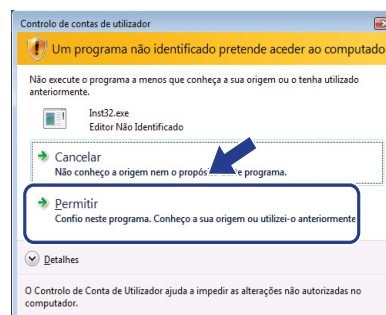 Controlo de contas de utilizador
Um programa não identificado pretende aceder ao computado
Não execute o programa a menos que conheça a sua origem ou o tenha utilizado
anteriormente.
Inst32.exe
Editor Não Identificado
Cancelar
Não conheço a origem nem o propós programa.
Permitir
Confio neste programa. Conheço a sua origem ou utilizei-o anteriormente
Detalhes
O Controlo de Conta de Utilizador ajuda a impedir as alterações não autorizadas no
computador.